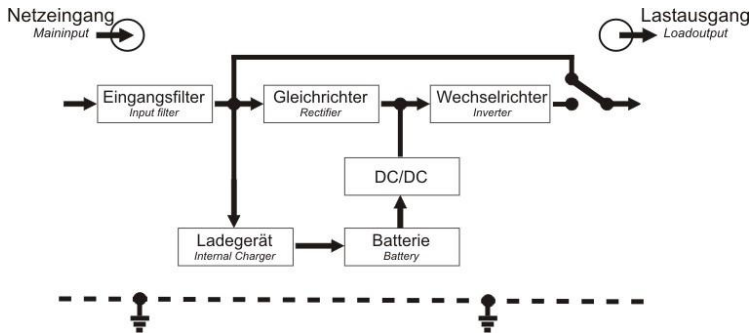 Netzeingang
Maininput
Lastausgang
Loadoutput
Eingangsfilter
Input filter
Gleichrichter
Rectifier
Wechselrichter
Inverter
DC/DC
Ladegerät
Internal Charger
Batterie
Battery